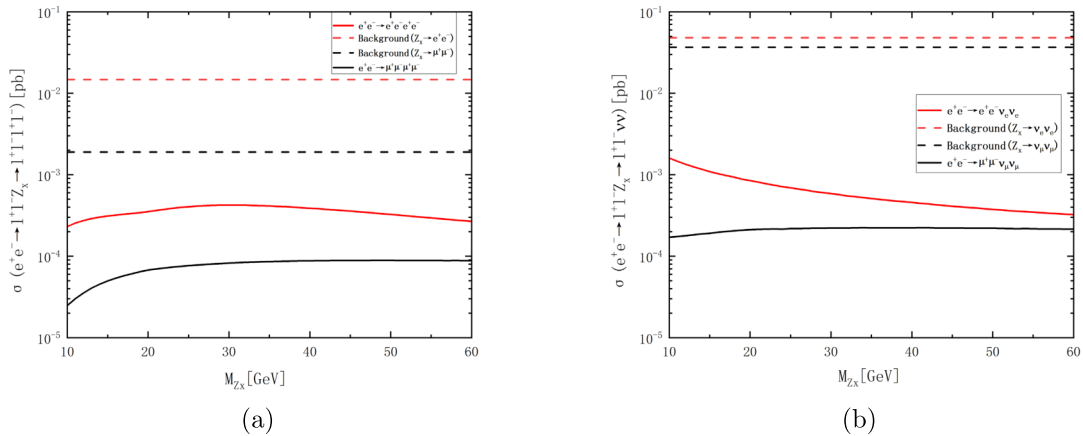 e⁺e⁻→e⁺e⁻e⁺e⁻
Background(Zₓ→e⁺e⁻)
Background(Zₓ→μ⁺μ⁻)
e⁺e⁻→μ⁺μ⁻μ⁺μ⁻
σ (e⁺e⁻→l⁺l⁻Zₓ→l⁺l⁻l⁺l⁻) [pb]
10⁻¹
10⁻²
10⁻³
10⁻⁴
10⁻⁵
10 20 30 40 50 60
M_Zx[GeV]
(a)
e⁺e⁻→e⁺e⁻νₑνₑ
Background(Zₓ→νₑνₑ)
Background(Zₓ→ν_μν_μ)
e⁺e⁻→μ⁺μ⁻ν_μν_μ
σ (e⁺e⁻→l⁺l⁻Zₓ→l⁺l⁻νν) [pb]
10⁻¹
10⁻²
10⁻³
10⁻⁴
10⁻⁵
10 20 30 40 50 60
M_Zx[GeV]
(b)